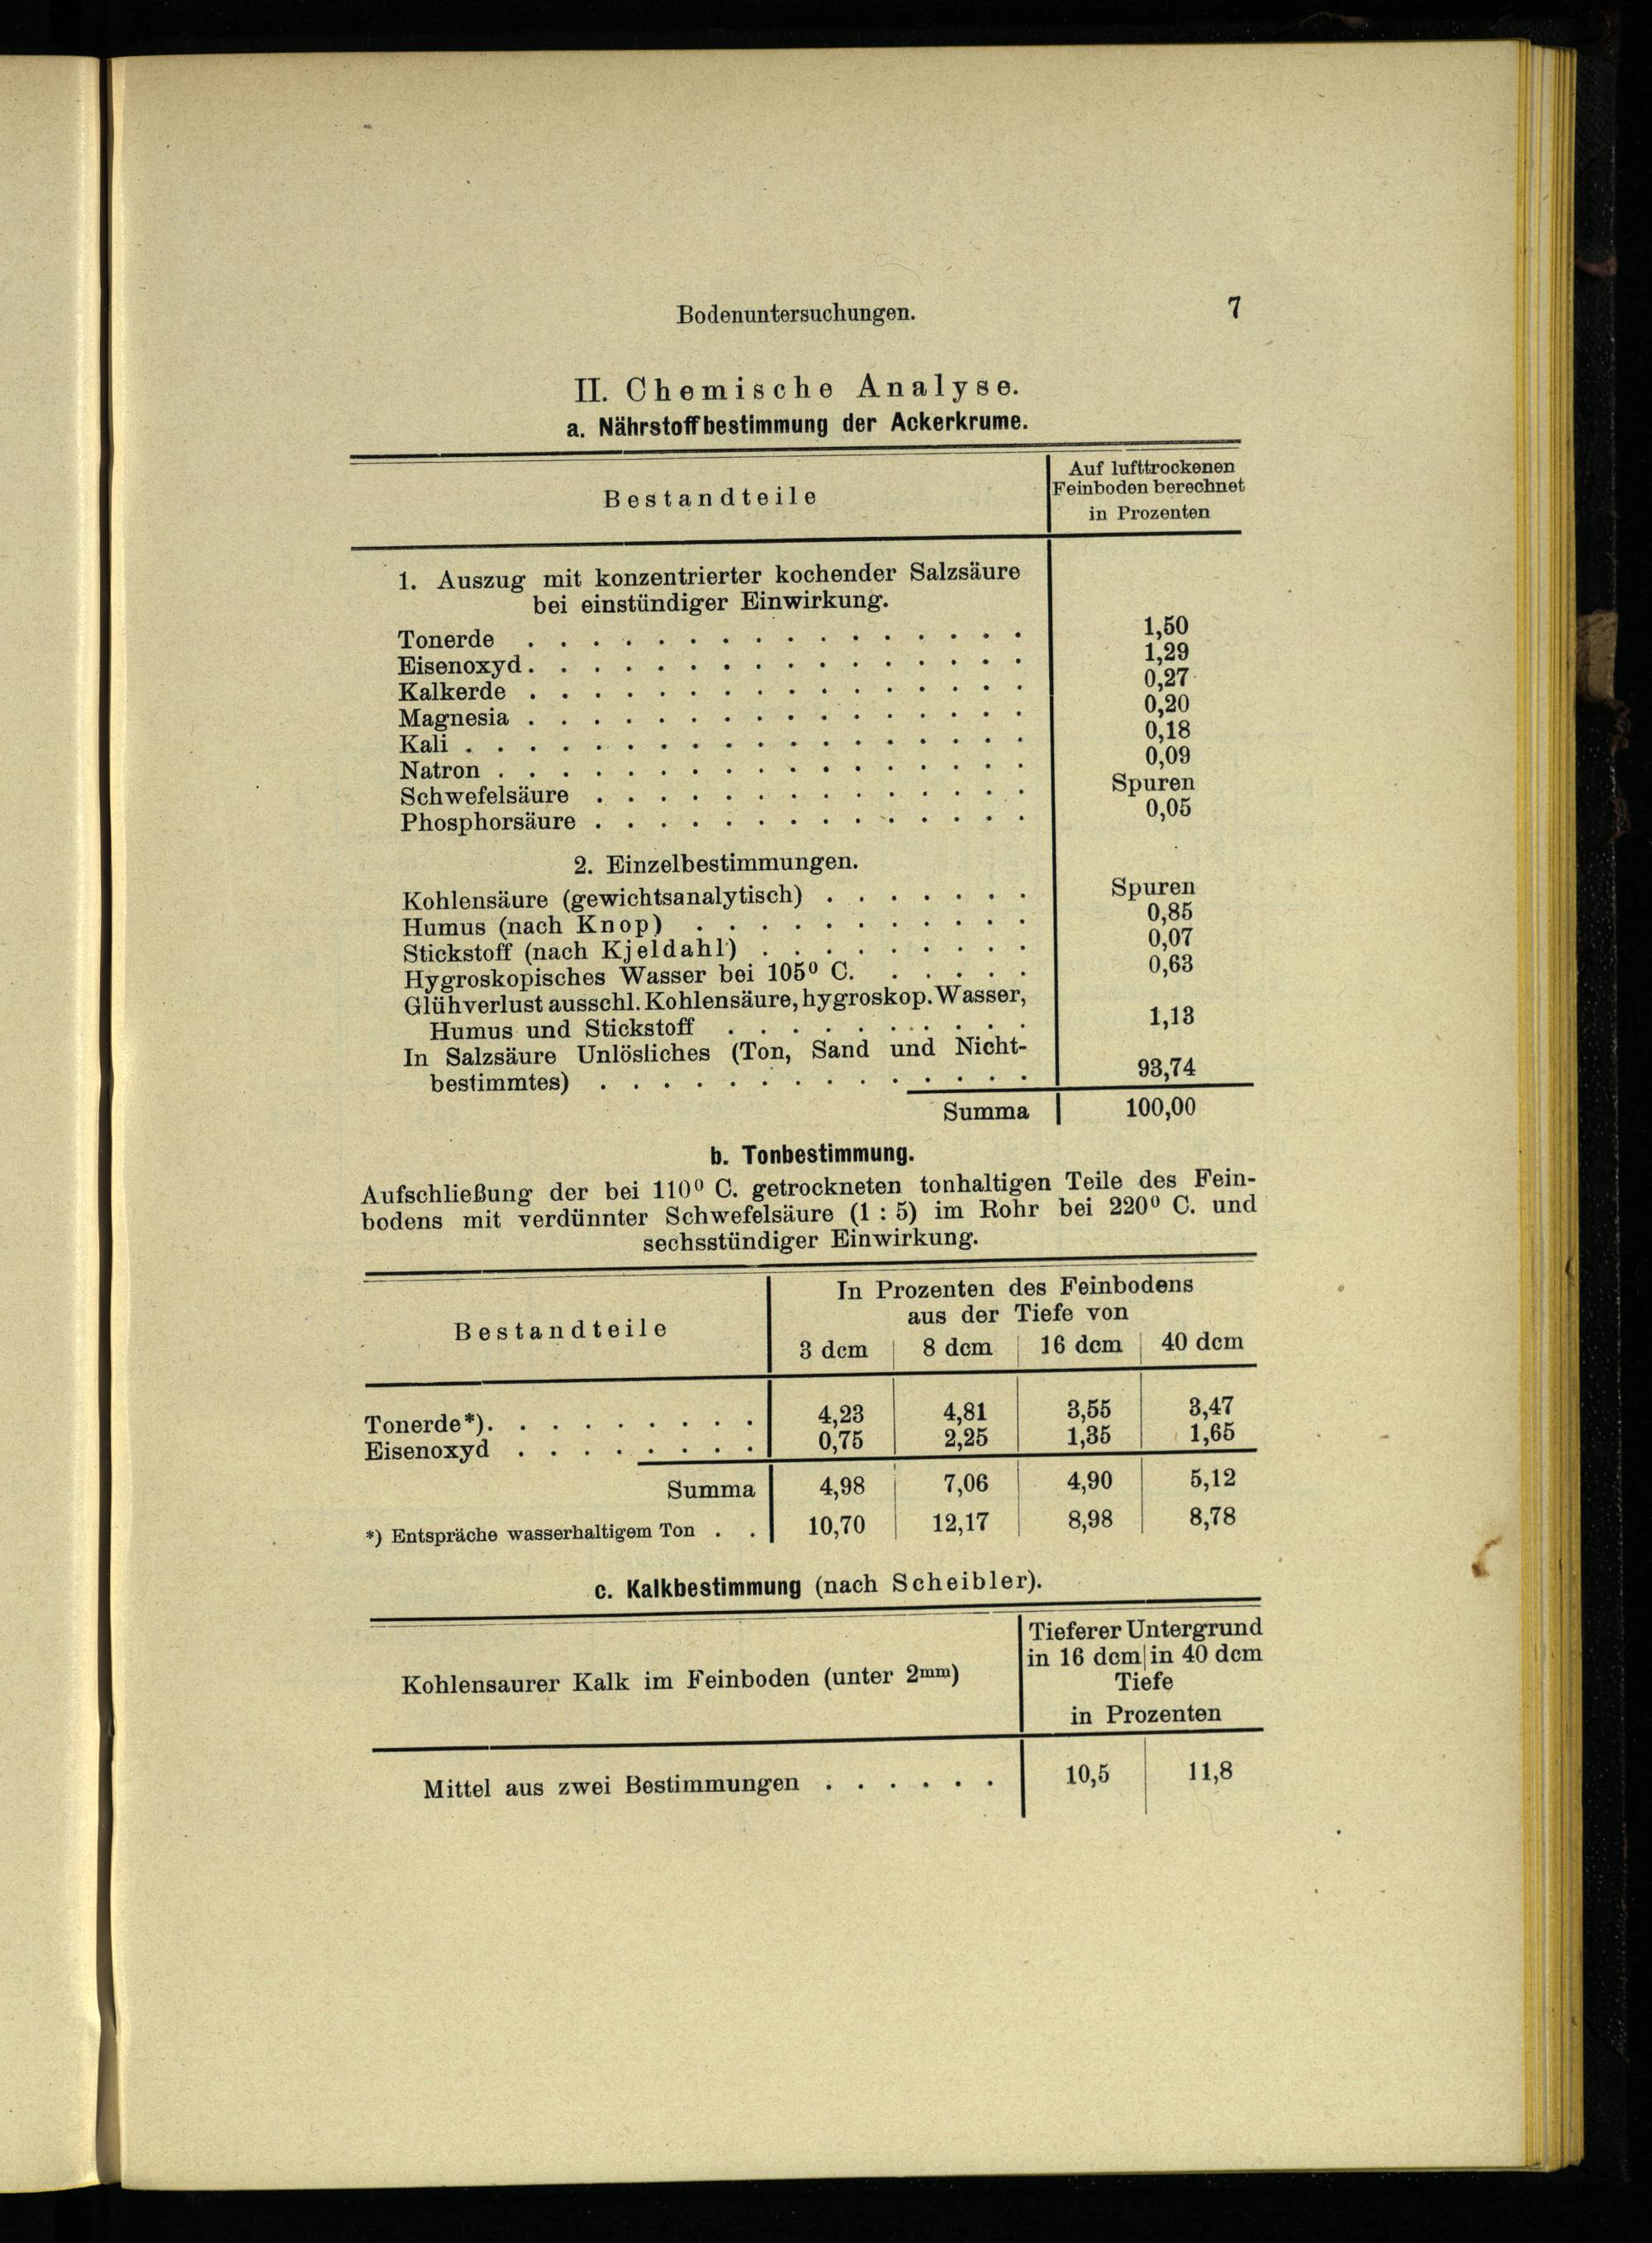 Bodenuntersuchungen. 7
II. Chemische Analyse.
a. Nährstoffbestimmung der Ackerkrume.
Bestandteile
Auf lufttrockenen
Feinboden berechnet
in Prozenten
1. Auszug mit konzentrierter kochender Salzsäure
bei einstündiger Einwirkung.
Tonerde . . . . . . . . . . . . . . . . 1,50
Eisenoxyd . . . . . . . . . . . . . . . . 1,29
Kalkerde . . . . . . . . . . . . . . . . 0,27
Magnesia . . . . . . . . . . . . . . . . 0,20
Kali . . . . . . . . . . . . . . . . . . 0,18
Natron . . . . . . . . . . . . . . . . . 0,09
Schwefelsäure . . . . . . . . . . . . . . Spuren
Phosphorsäure . . . . . . . . . . . . . . 0,05
2. Einzelbestimmungen.
Kohlensäure (gewichtsanalytisch) . . . . . . . Spuren
Humus (nach Knop) . . . . . . . . . . . 0,85
Stickstoff (nach Kjeldahl) . . . . . . . . . 0,07
Hygroskopisches Wasser bei 105⁰ C. . . . . . 0,63
Glühverlust ausschl. Kohlensäure, hygroskop. Wasser,
Humus und Stickstoff . . . . . . . . . . 1,13
In Salzsäure Unlösliches (Ton, Sand und Nicht-
bestimmtes) . . . . . . . . . . . . . . 93,74
Summa 100,00
b. Tonbestimmung.
Aufschließung der bei 110⁰ C. getrockneten tonhaltigen Teile des Fein-
bodens mit verdünnter Schwefelsäure (1 : 5) im Rohr bei 220⁰ C. und
sechsstündiger Einwirkung.
Bestandteile
In Prozenten des Feinbodens
aus der Tiefe von
3 dcm 8 dcm 16 dcm 40 dcm
Tonerde*) . . . . . . . . . 4,23 4,81 3,55 3,47
Eisenoxyd . . . . . . . . 0,75 2,25 1,35 1,65
Summa 4,98 7,06 4,90 5,12
*) Entspräche wasserhaltigem Ton . . 10,70 12,17 8,98 8,78
c. Kalkbestimmung (nach Scheibler).
Kohlensaurer Kalk im Feinboden (unter 2mm)
Tieferer Untergrund
in 16 dcm in 40 dcm
Tiefe
in Prozenten
Mittel aus zwei Bestimmungen . . . . . . 10,5 11,8